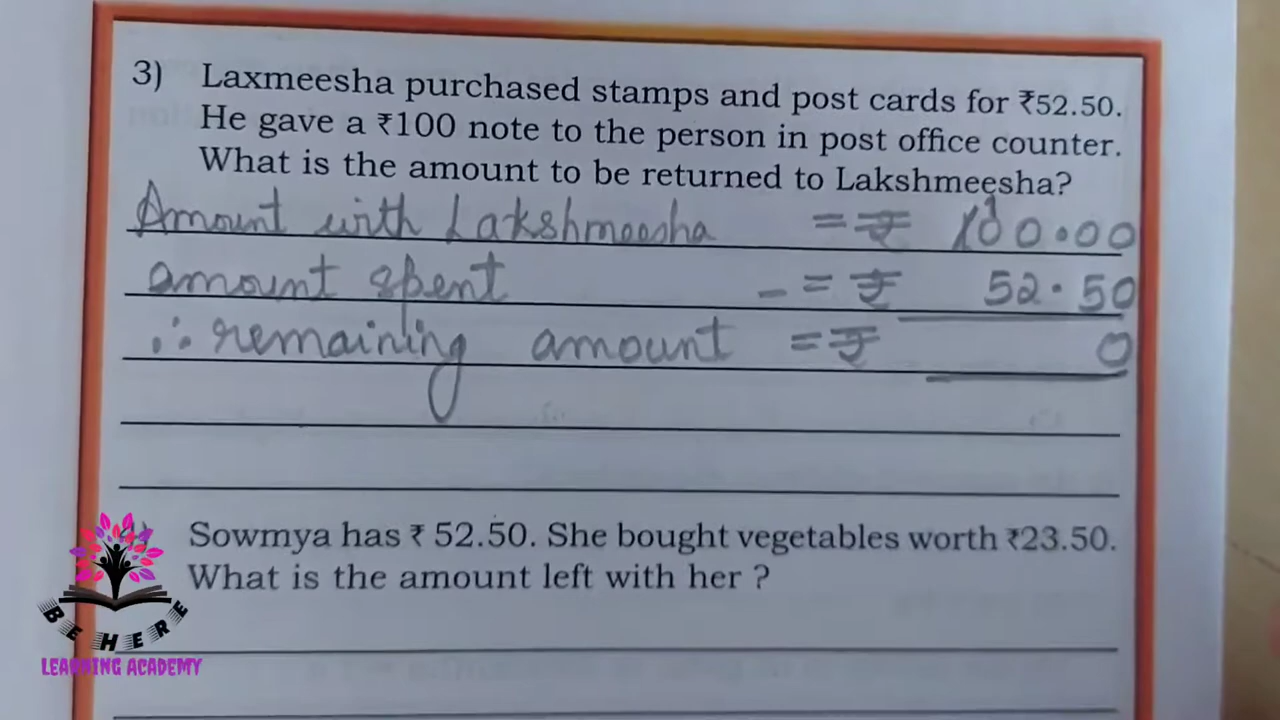 3) Laxmeesha purchased stamps and post cards for ₹52.50.
He gave a ₹100 note to the person in post office counter.
What is the amount to be returned to Lakshmeesha?
Amount with Lakshmeesha = ₹ 100.00
amount spent - = ₹ 52.50
∴ remaining amount = ₹ 0
Sowmya has ₹ 52.50. She bought vegetables worth ₹23.50.
What is the amount left with her ?
BE HERE
LEARNING ACADEMY